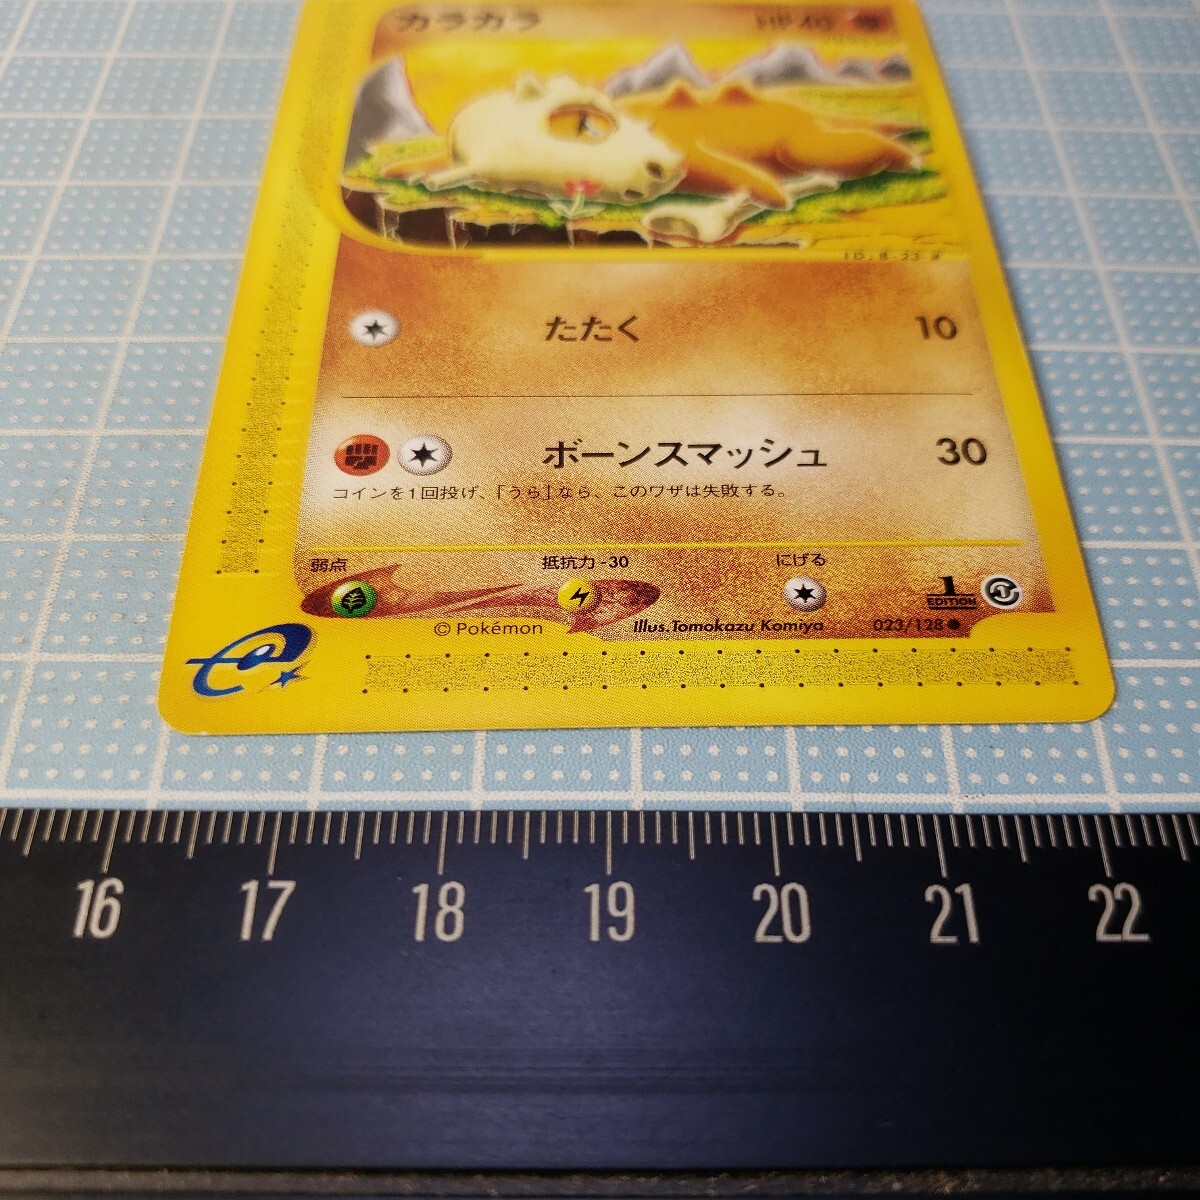 カラカラ HP40
ID:B-23-#
たたく 10
ボーンスマッシュ 30
コインを1回投げ、「うら」なら、このワザは失敗する。
弱点 抵抗力-30 にげる
1 EDITION
© Pokémon Illus.Tomokazu Komiya 023/128 ●
16 17 18 19 20 21 22